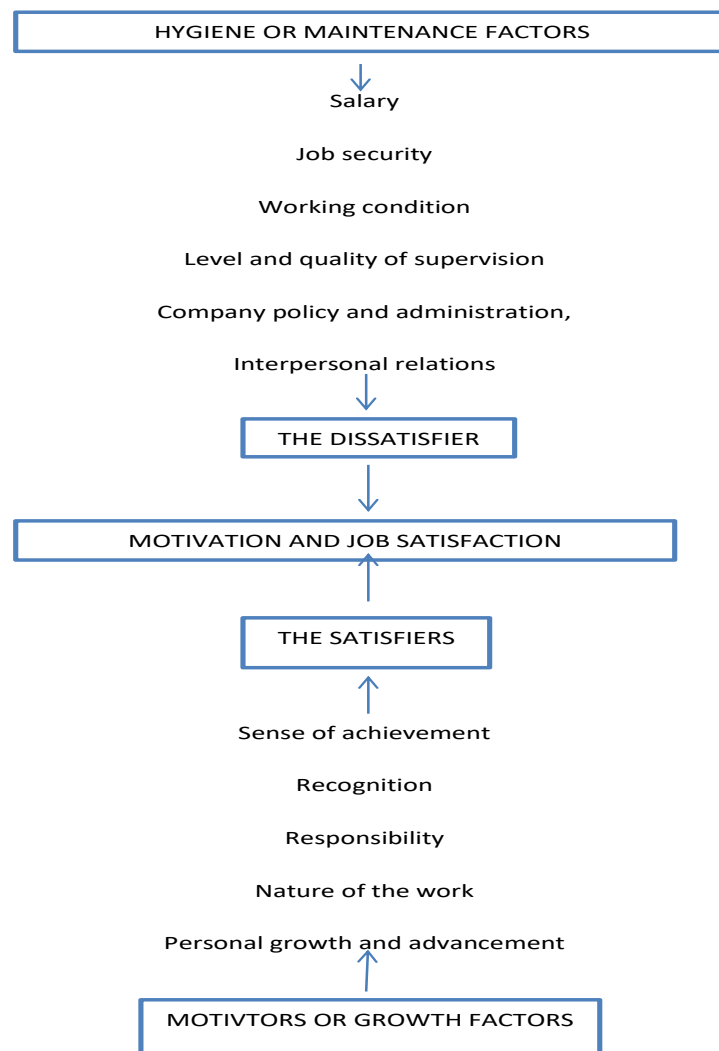 HYGIENE OR MAINTENANCE FACTORS
Salary
Job security
Working condition
Level and quality of supervision
Company policy and administration,
Interpersonal relations
THE DISSATISFIER
MOTIVATION AND JOB SATISFACTION
THE SATISFIERS
Sense of achievement
Recognition
Responsibility
Nature of the work
Personal growth and advancement
MOTIVTORS OR GROWTH FACTORS